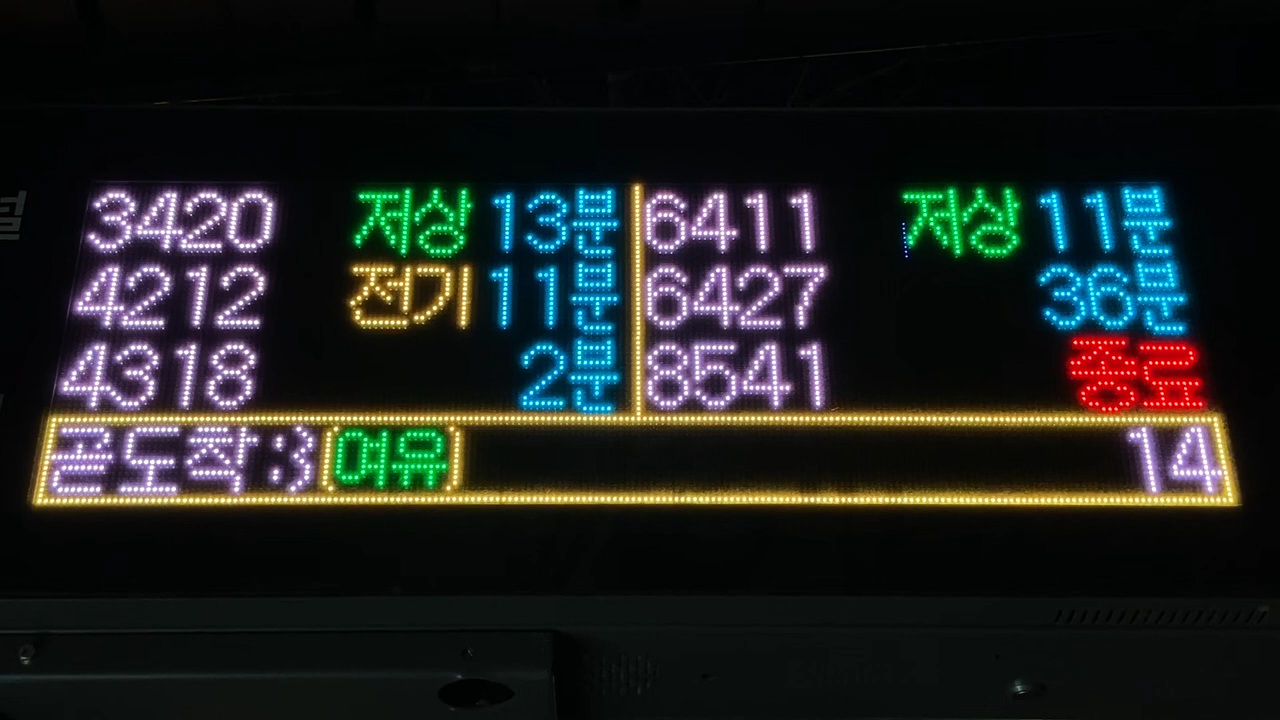 3420 저상 13분 6411 저상 11분
4212 전기 11분 6427 36분
4318 2분 8541 종료
곧도착:3 여유 14